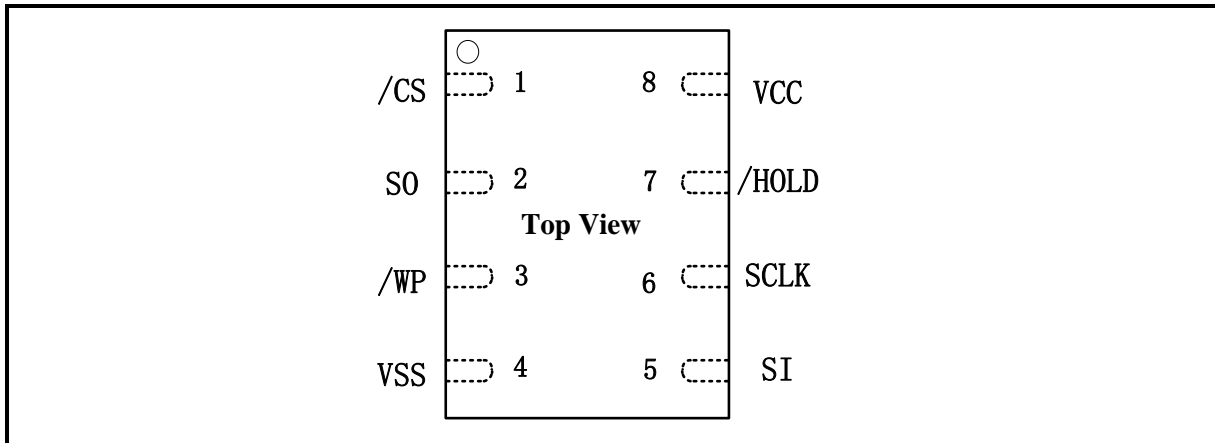 /CS 1 8 VCC
SO 2 7 /HOLD
Top View
/WP 3 6 SCLK
VSS 4 5 SI